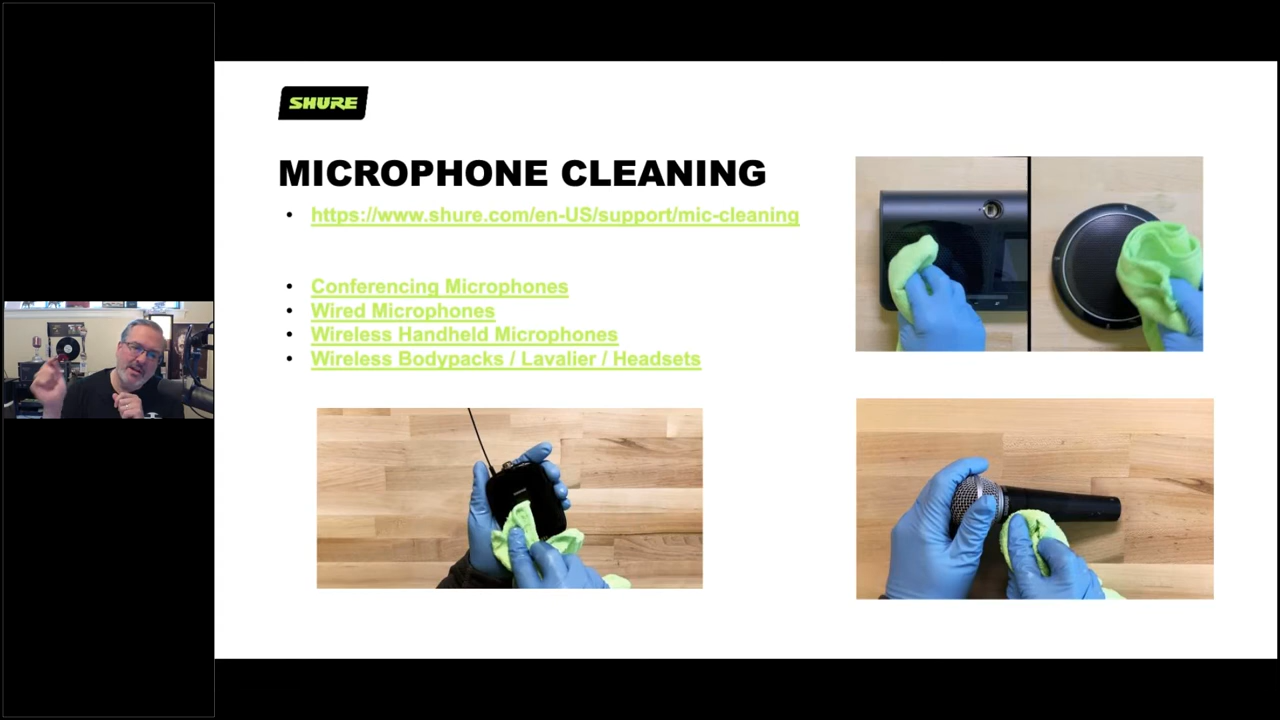 SHURE
MICROPHONE CLEANING
• https://www.shure.com/en-US/support/mic-cleaning
• Conferencing Microphones
• Wired Microphones
• Wireless Handheld Microphones
• Wireless Bodypacks / Lavalier / Headsets